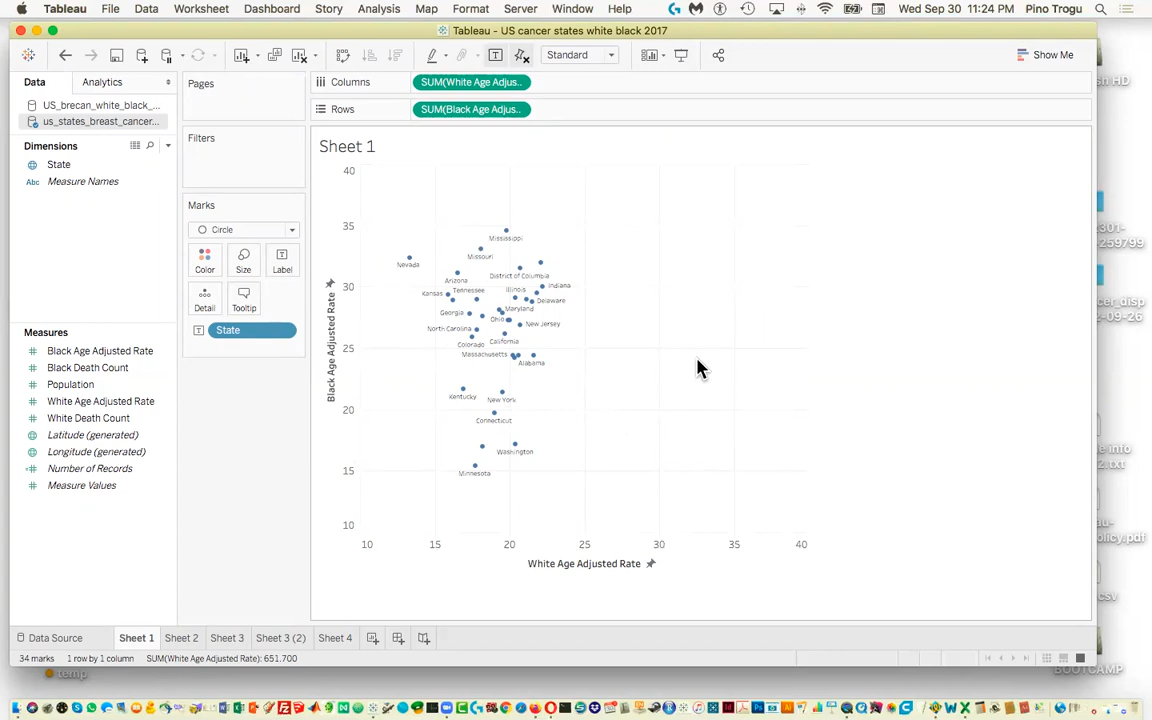 Tableau File Data Worksheet Dashboard Story Analysis Map Format Server Window Help Wed Sep 30 11:24 PM Pino Trogu
Tableau - US cancer states white black 2017
Standard Show Me
Data Analytics
Pages
Columns SUM(White Age Adjus..
US_brecan_white_black_...
us_states_breast_cancer...
Rows SUM(Black Age Adjus..
Filters
Dimensions
State
Abc Measure Names
Sheet 1
Marks
Circle
Color Size Label
Detail Tooltip
State
Measures
Black Age Adjusted Rate
Black Death Count
Population
White Age Adjusted Rate
White Death Count
Latitude (generated)
Longitude (generated)
Number of Records
Measure Values
40
35
30
25
20
15
10
Black Age Adjusted Rate
Mississippi
Missouri
Nevada
District of Columbia
Arizona
Indiana
Tennessee
Illinois
Kansas
Delaware
Maryland
Georgia
Ohio
New Jersey
North Carolina
California
Colorado
Massachusetts
Alabama
Kentucky
New York
Connecticut
Washington
Minnesota
10 15 20 25 30 35 40
White Age Adjusted Rate
Data Source Sheet 1 Sheet 2 Sheet 3 Sheet 3 (2) Sheet 4
34 marks 1 row by 1 column SUM(White Age Adjusted Rate): 651.700
temp
BOOTCAMP